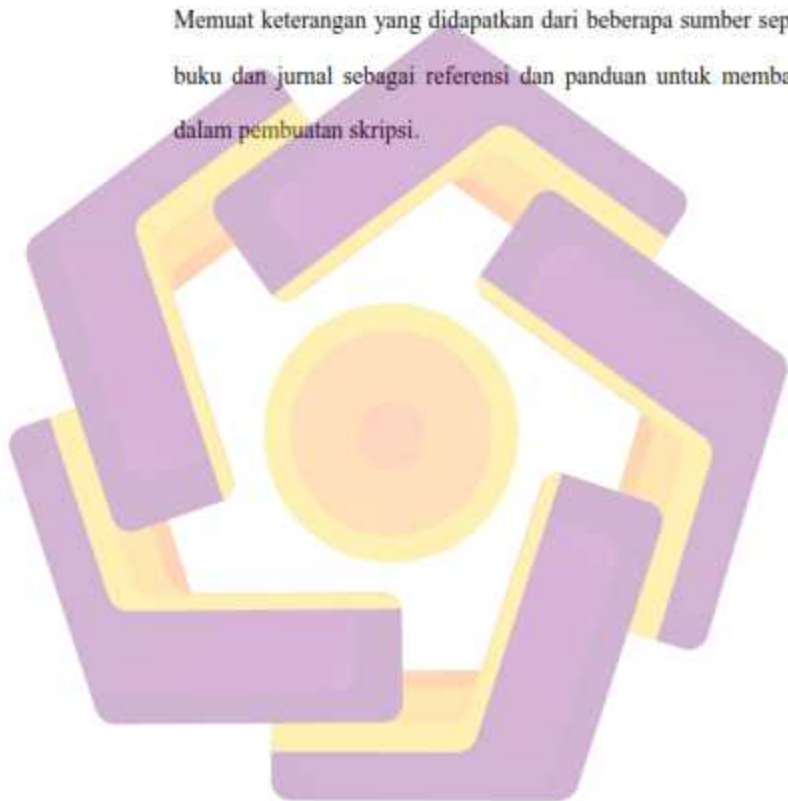 Memuat keterangan yang didapatkan dari beberapa sumber sep
buku dan jurnal sebagai referensi dan panduan untuk memba
dalam pembuatan skripsi.